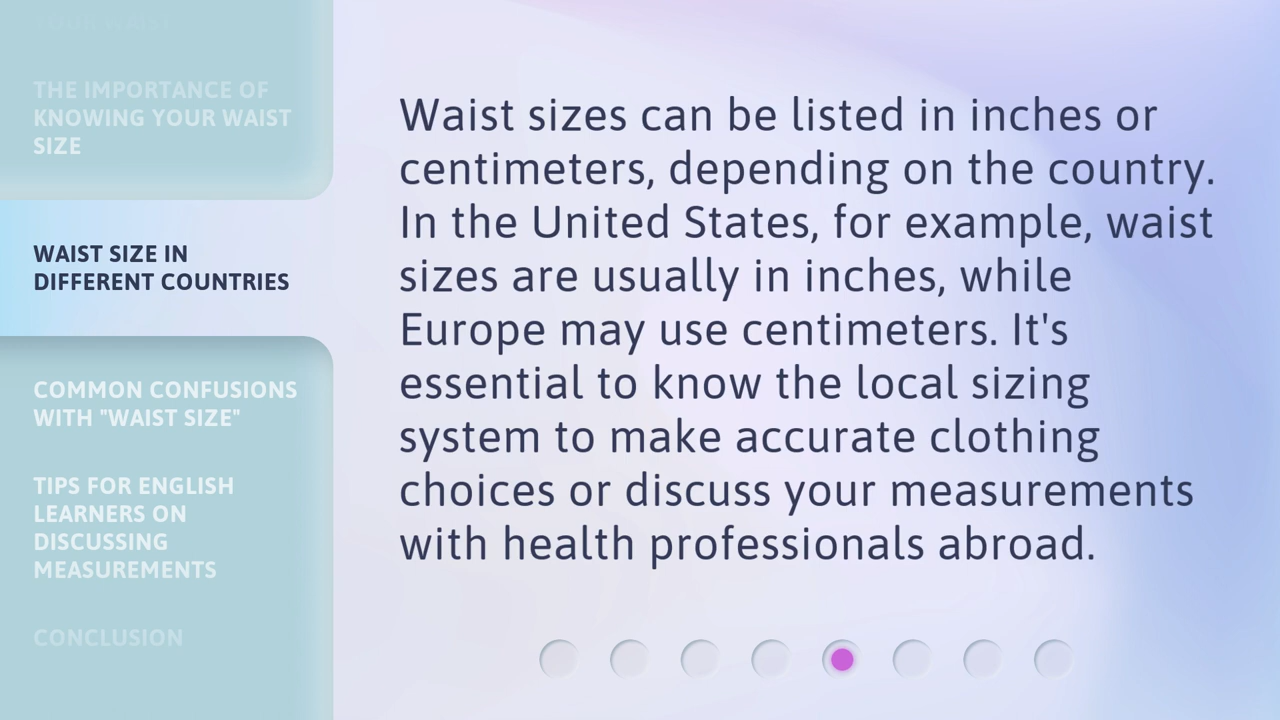 YOUR WAIST
THE IMPORTANCE OF
KNOWING YOUR WAIST
SIZE
WAIST SIZE IN
DIFFERENT COUNTRIES
COMMON CONFUSIONS
WITH "WAIST SIZE"
TIPS FOR ENGLISH
LEARNERS ON
DISCUSSING
MEASUREMENTS
CONCLUSION
Waist sizes can be listed in inches or
centimeters, depending on the country.
In the United States, for example, waist
sizes are usually in inches, while
Europe may use centimeters. It's
essential to know the local sizing
system to make accurate clothing
choices or discuss your measurements
with health professionals abroad.